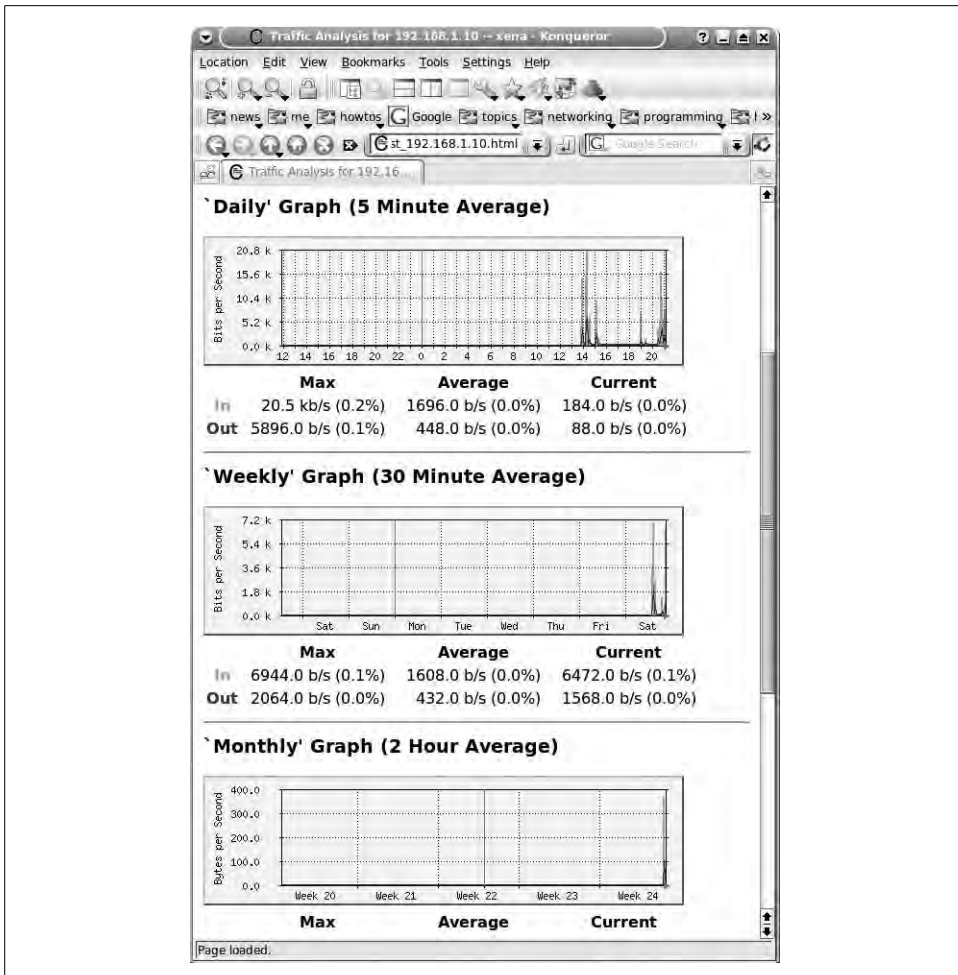 Traffic Analysis for 192.168.1.10 -- xena - Konqueror
Location Edit View Bookmarks Tools Settings Help
news me howtos Google topics networking programming »
st_192.168.1.10.html Google Search
Traffic Analysis for 192.16...
`Daily' Graph (5 Minute Average)
Bits per Second
20.8 k
15.6 k
10.4 k
5.2 k
0.0 k
12 14 16 18 20 22 0 2 4 6 8 10 12 14 16 18 20
Max Average Current
In 20.5 kb/s (0.2%) 1696.0 b/s (0.0%) 184.0 b/s (0.0%)
Out 5896.0 b/s (0.1%) 448.0 b/s (0.0%) 88.0 b/s (0.0%)
`Weekly' Graph (30 Minute Average)
Bits per Second
7.2 k
5.4 k
3.6 k
1.8 k
0.0 k
Sat Sun Mon Tue Wed Thu Fri Sat
Max Average Current
In 6944.0 b/s (0.1%) 1608.0 b/s (0.0%) 6472.0 b/s (0.1%)
Out 2064.0 b/s (0.0%) 432.0 b/s (0.0%) 1568.0 b/s (0.0%)
`Monthly' Graph (2 Hour Average)
Bytes per Second
400.0
300.0
200.0
100.0
0.0
Week 20 Week 21 Week 22 Week 23 Week 24
Max Average Current
Page loaded.